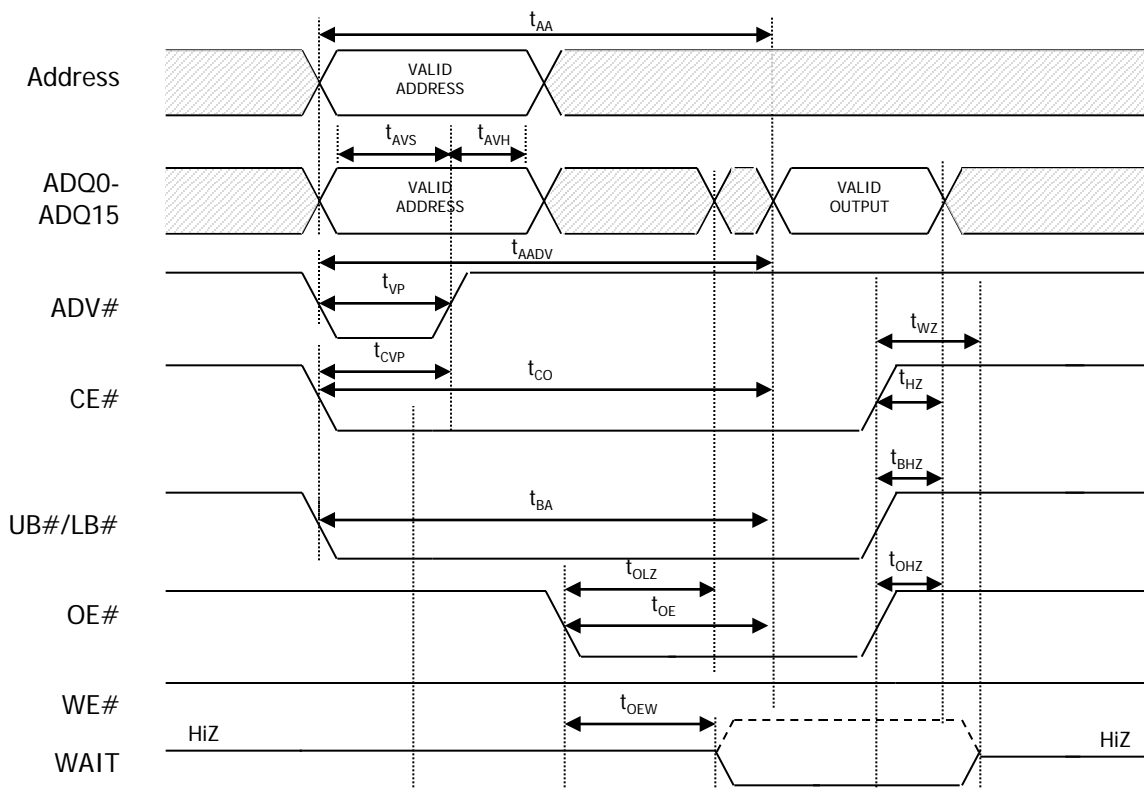 tAA
Address
VALID
ADDRESS
tAVS
tAVH
ADQ0-
ADQ15
VALID
ADDRESS
VALID
OUTPUT
tAADV
ADV#
tVP
tWZ
tCVP
tCO
CE#
tHZ
tBHZ
UB#/LB#
tBA
tOLZ
tOHZ
OE#
tOE
WE#
tOEW
HiZ
HiZ
WAIT